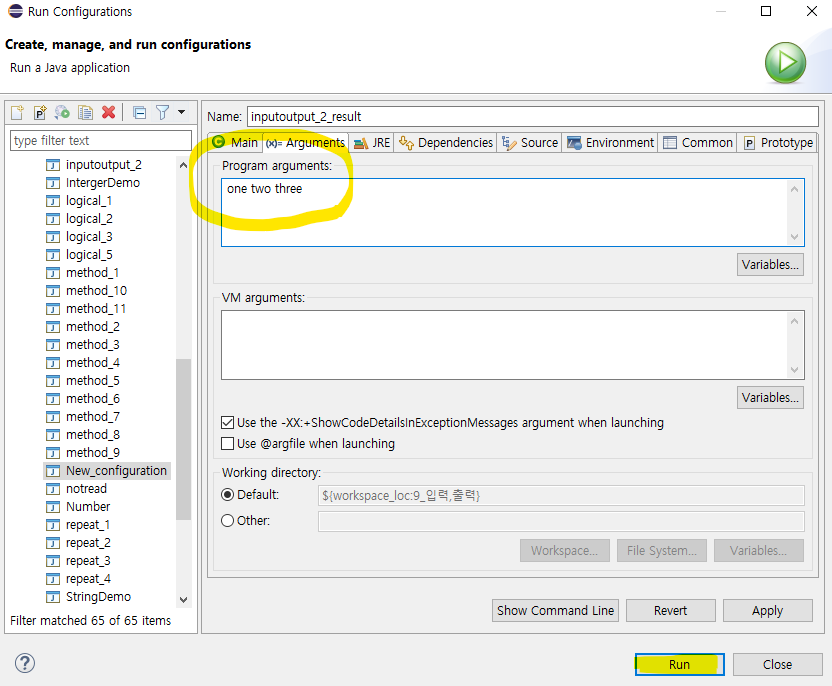 Run Configurations
Create, manage, and run configurations
Run a Java application
type filter text
inputoutput_2
IntergerDemo
logical_1
logical_2
logical_3
logical_5
method_1
method_10
method_11
method_2
method_3
method_4
method_5
method_6
method_7
method_8
method_9
New_configuration
notread
Number
repeat_1
repeat_2
repeat_3
repeat_4
StringDemo
Filter matched 65 of 65 items
Name: inputoutput_2_result
Main (x)= Arguments JRE Dependencies Source Environment Common Prototype
Program arguments:
one two three
Variables...
VM arguments:
Variables...
Use the -XX:+ShowCodeDetailsInExceptionMessages argument when launching
Use @argfile when launching
Working directory:
Default: ${workspace_loc:9_입력,출력}
Other:
Workspace... File System... Variables...
Show Command Line Revert Apply
Run Close